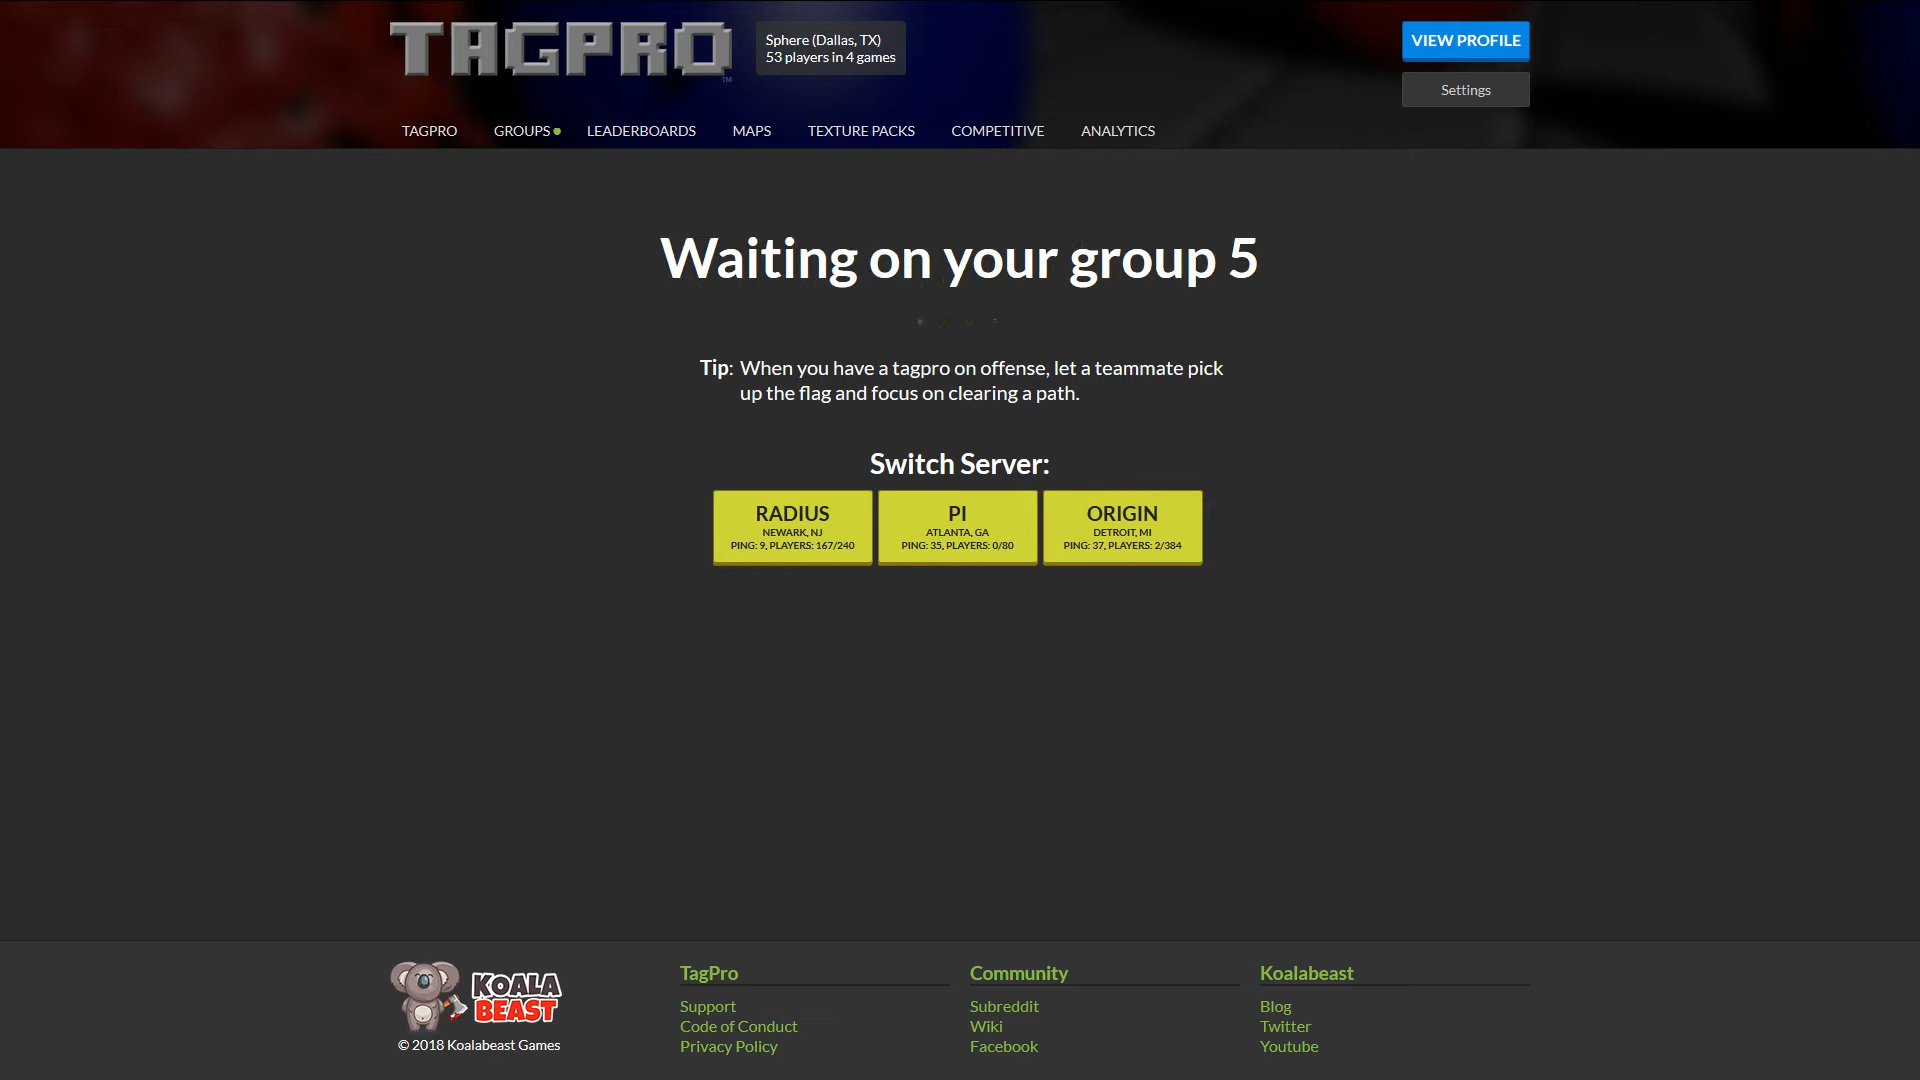 TAGPRO
TM
Sphere (Dallas, TX)
53 players in 4 games
VIEW PROFILE
Settings
TAGPRO GROUPS LEADERBOARDS MAPS TEXTURE PACKS COMPETITIVE ANALYTICS
Waiting on your group 5
Tip: When you have a tagpro on offense, let a teammate pick
up the flag and focus on clearing a path.
Switch Server:
RADIUS
NEWARK, NJ
PING: 9, PLAYERS: 167/240
PI
ATLANTA, GA
PING: 35, PLAYERS: 0/80
ORIGIN
DETROIT, MI
PING: 37, PLAYERS: 2/384
KOALA
BEAST
© 2018 Koalabeast Games
TagPro
Support
Code of Conduct
Privacy Policy
Community
Subreddit
Wiki
Facebook
Koalabeast
Blog
Twitter
Youtube